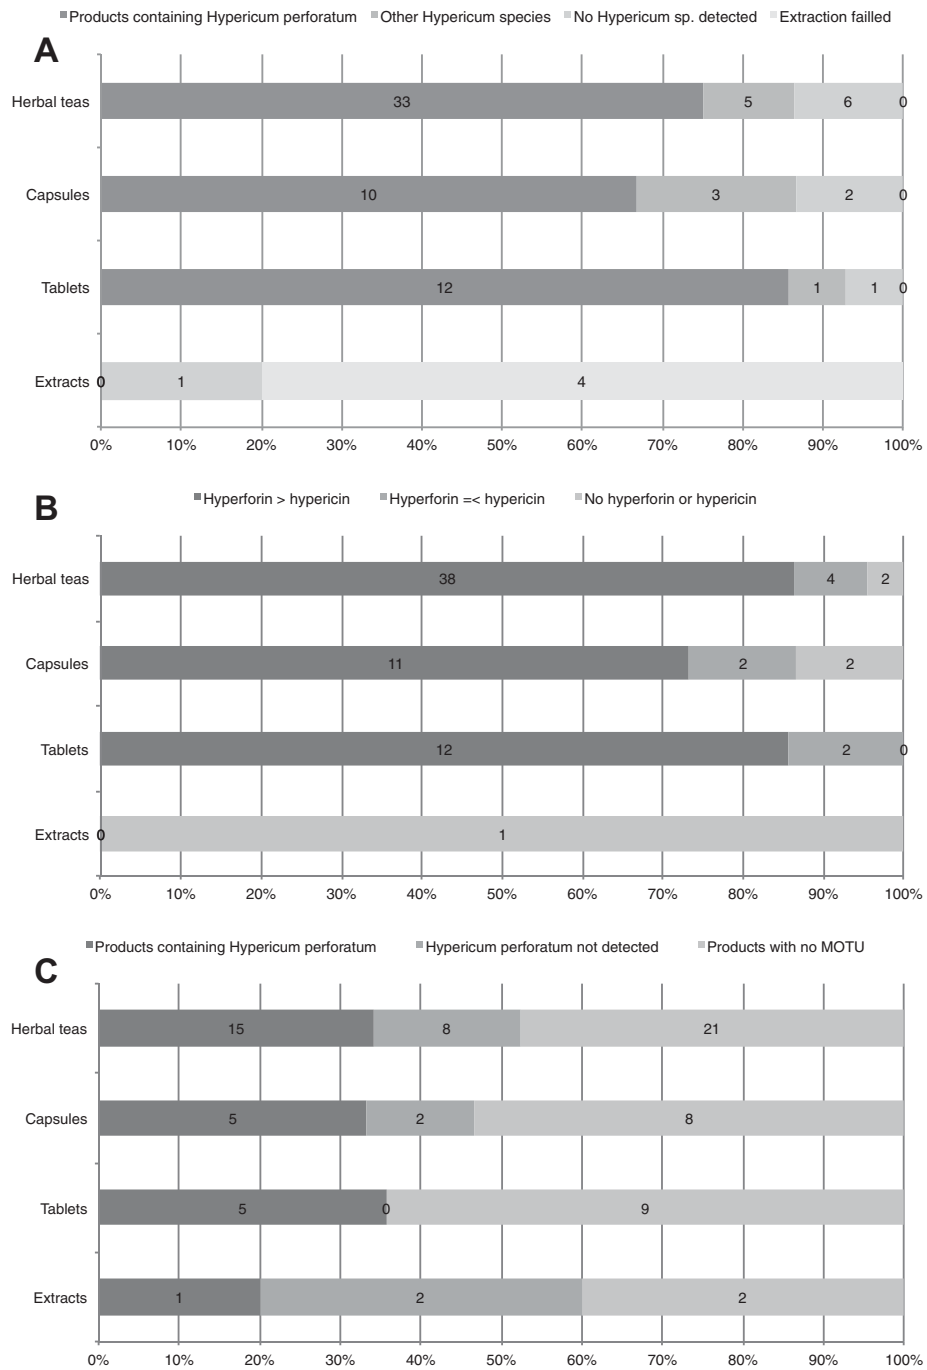 Products containing Hypericum perforatum Other Hypericum species No Hypericum sp. detected Extraction failled
A
Herbal teas 33 5 6 0
Capsules 10 3 2 0
Tablets 12 1 1 0
Extracts 0 1 4
0% 10% 20% 30% 40% 50% 60% 70% 80% 90% 100%
B
Hyperforin > hypericin Hyperforin =< hypericin No hyperforin or hypericin
Herbal teas 38 4 2
Capsules 11 2 2
Tablets 12 2 0
Extracts 0 1
0% 10% 20% 30% 40% 50% 60% 70% 80% 90% 100%
Products containing Hypericum perforatum Hypericum perforatum not detected Products with no MOTU
C
Herbal teas 15 8 21
Capsules 5 2 8
Tablets 5 0 9
Extracts 1 2 2
0% 10% 20% 30% 40% 50% 60% 70% 80% 90% 100%